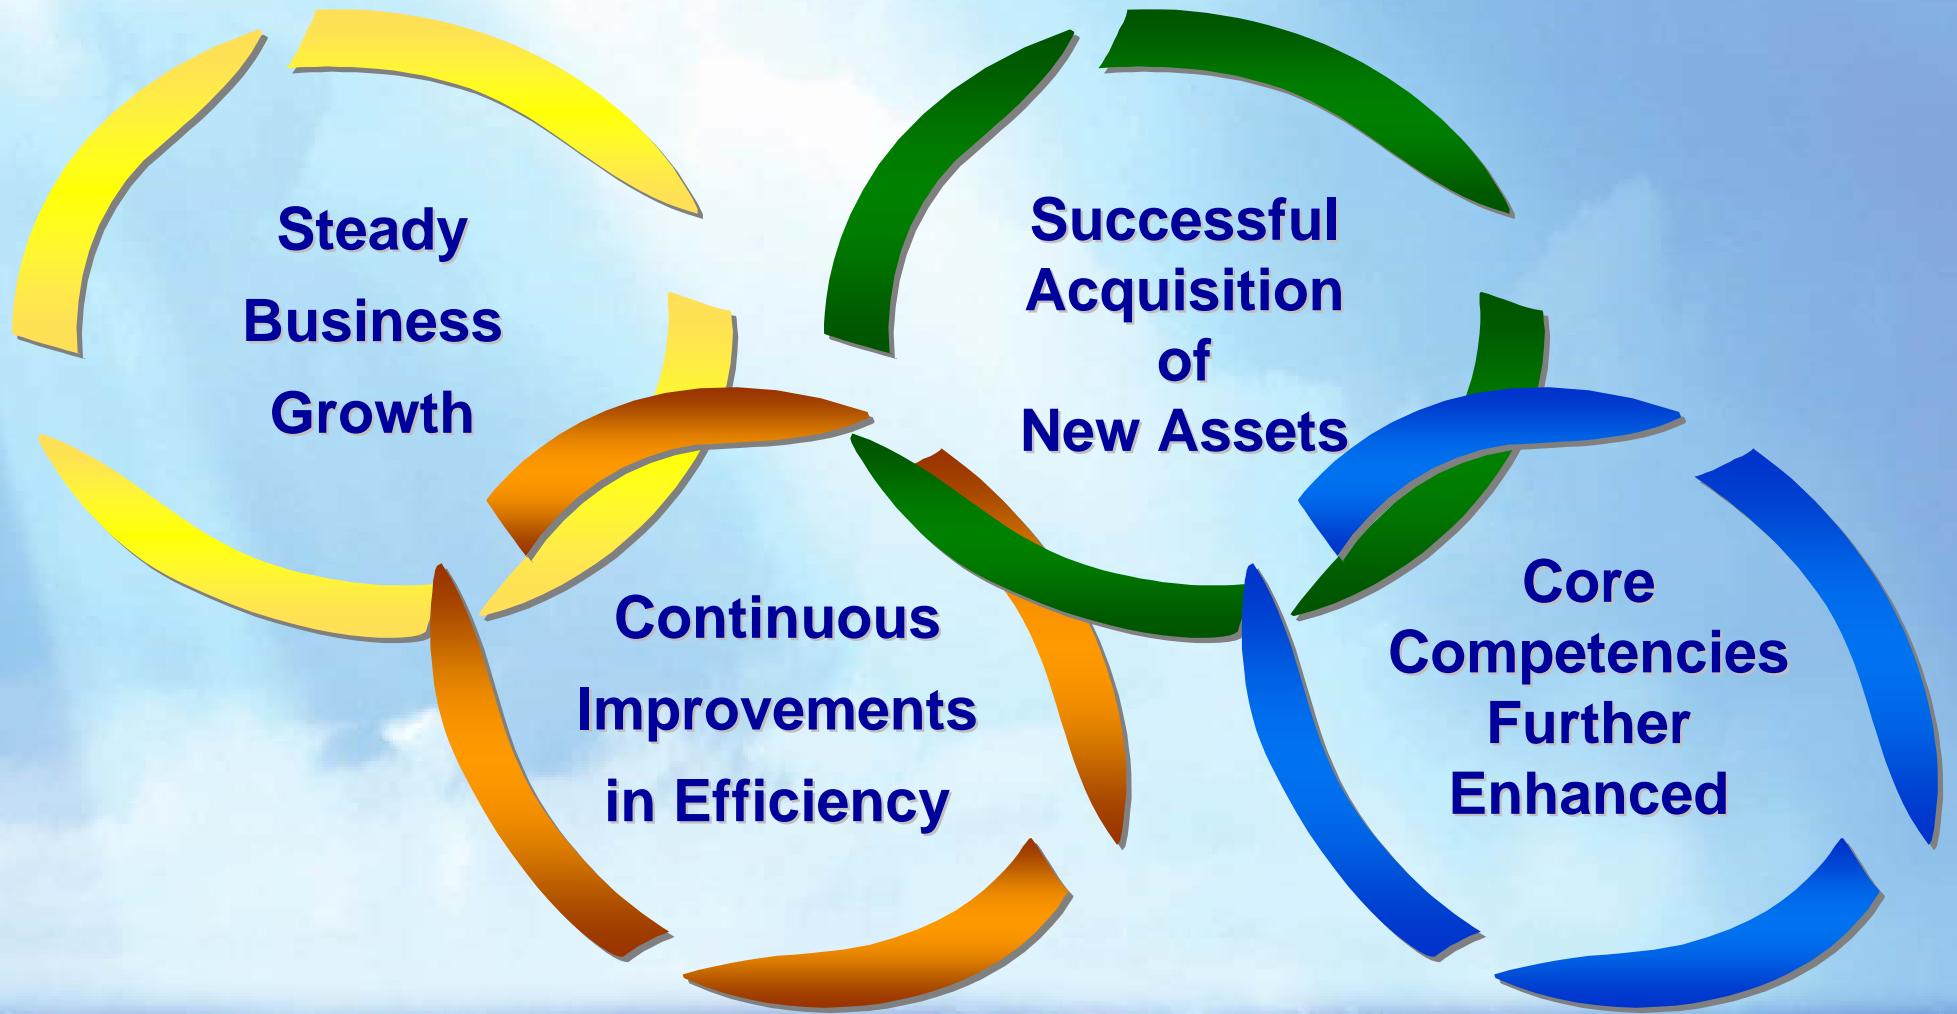 Steady
Business
Growth
Successful
Acquisition
of
New Assets
Continuous
Improvements
in Efficiency
Core
Competencies
Further
Enhanced